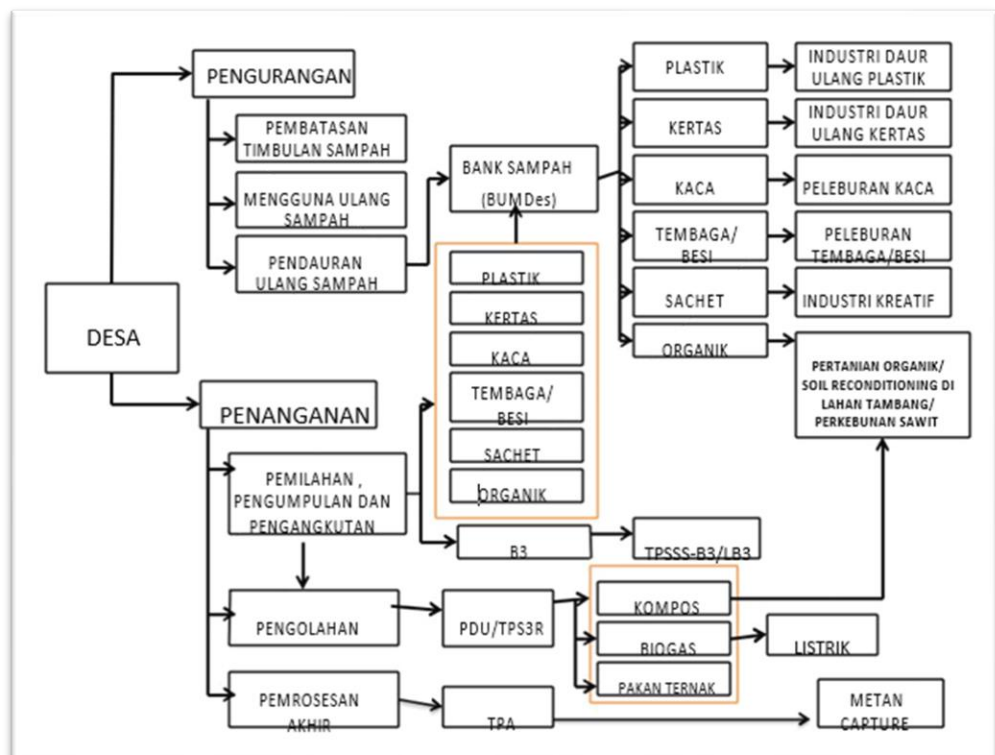 DESA
PENGURANGAN
PEMBATASAN
TIMBULAN SAMPAH
MENGGUNA ULANG
SAMPAH
PENDAURAN
ULANG SAMPAH
BANK SAMPAH
(BUMDes)
PLASTIK
KERTAS
KACA
TEMBAGA/
BESI
SACHET
ORGANIK
PLASTIK
INDUSTRI DAUR
ULANG PLASTIK
KERTAS
INDUSTRI DAUR
ULANG KERTAS
KACA
PELEBURAN KACA
TEMBAGA/
BESI
PELEBURAN
TEMBAGA/BESI
SACHET
INDUSTRI KREATIF
ORGANIK
PERTANIAN ORGANIK/
SOIL RECONDITIONING DI
LAHAN TAMBANG/
PERKEBUNAN SAWIT
PENANGANAN
PEMILAHAN ,
PENGUMPULAN DAN
PENGANGKUTAN
B3
TPSSS-B3/LB3
PENGOLAHAN
PDU/TPS3R
KOMPOS
BIOGAS
PAKAN TERNAK
LISTRIK
PEMROSESAN
AKHIR
TPA
METAN
CAPTURE